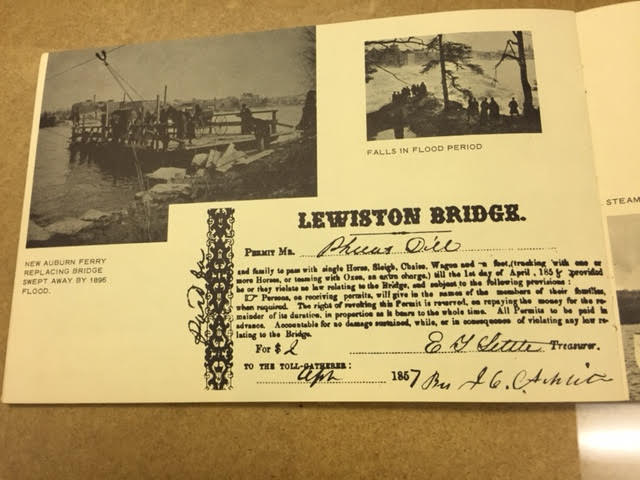 FALLS IN FLOOD PERIOD
NEW AUBURN FERRY
REPLACING BRIDGE
SWEPT AWAY BY 1896
FLOOD.
LEWISTON BRIDGE.
PERMIT MR. Dill
and family to pass with single Horse, Sleigh, Chaise, Wagon and on foot, (trucking with one or
more Horses, or teaming with Oxen, an extra charge,) till the 1st day of April, 185 provided
he or they violate no law relating to the Bridge, and subject to the following provisions:
Persons, on receiving permits, will give in the names of the members of their families,
when required. The right of revoking this Permit is reserved, on repaying the money for the re-
mainder of its duration, in proportion as it bears to the whole time. All Permits to be paid in
advance. Accountable for no damage sustained, while, or in consequence of violating any law re-
lating to the Bridge.
For $ 2
Treasurer.
TO THE TOLL-GATHERER:
1857
STEAM